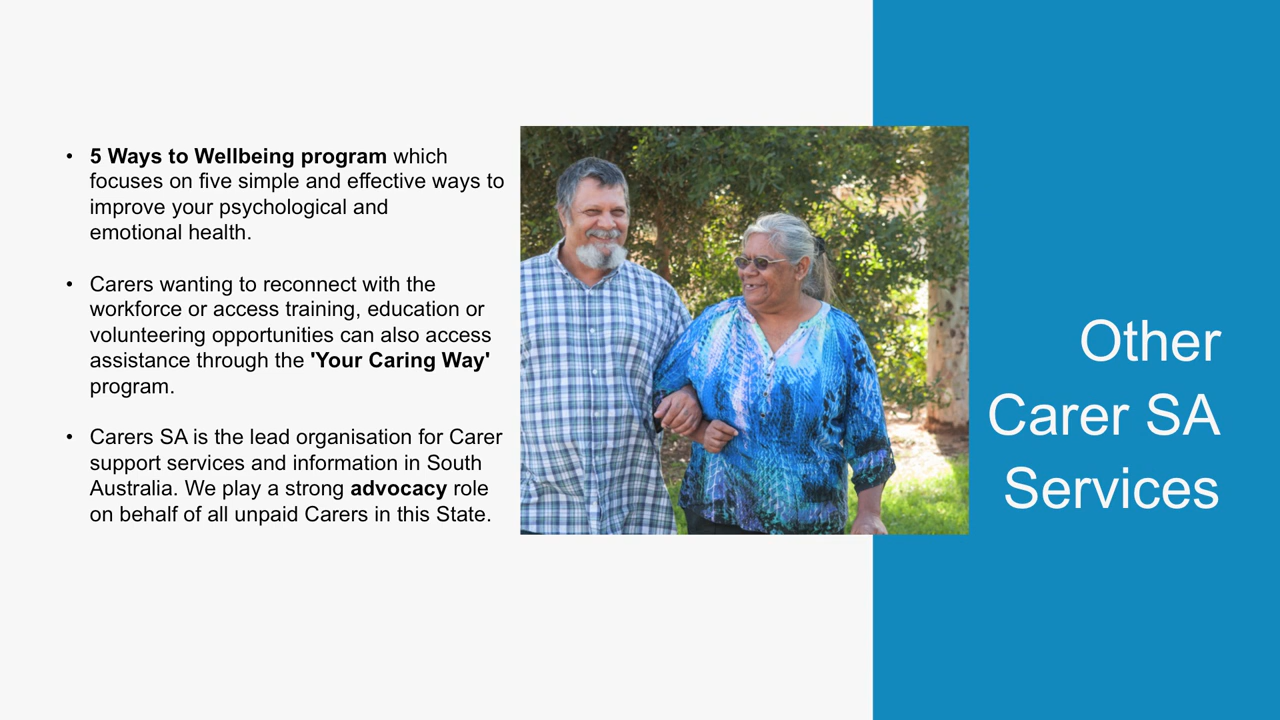 • 5 Ways to Wellbeing program which
focuses on five simple and effective ways to
improve your psychological and
emotional health.
• Carers wanting to reconnect with the
workforce or access training, education or
volunteering opportunities can also access
assistance through the 'Your Caring Way'
program.
• Carers SA is the lead organisation for Carer
support services and information in South
Australia. We play a strong advocacy role
on behalf of all unpaid Carers in this State.
Other
Carer SA
Services